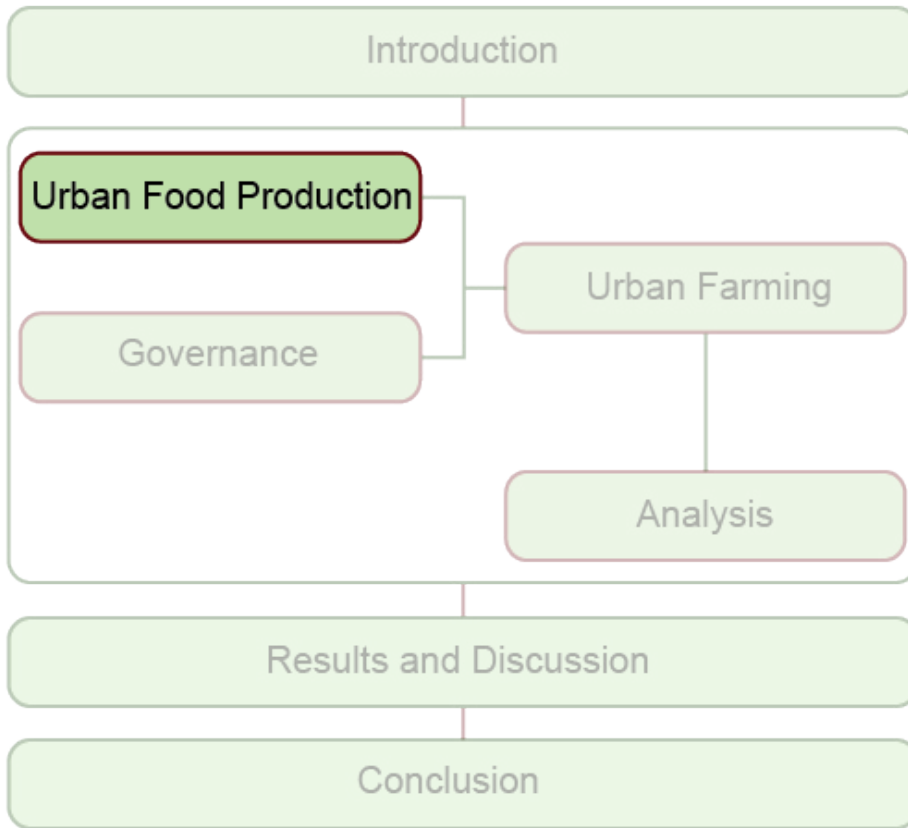 Introduction
Urban Food Production
Urban Farming
Governance
Analysis
Results and Discussion
Conclusion